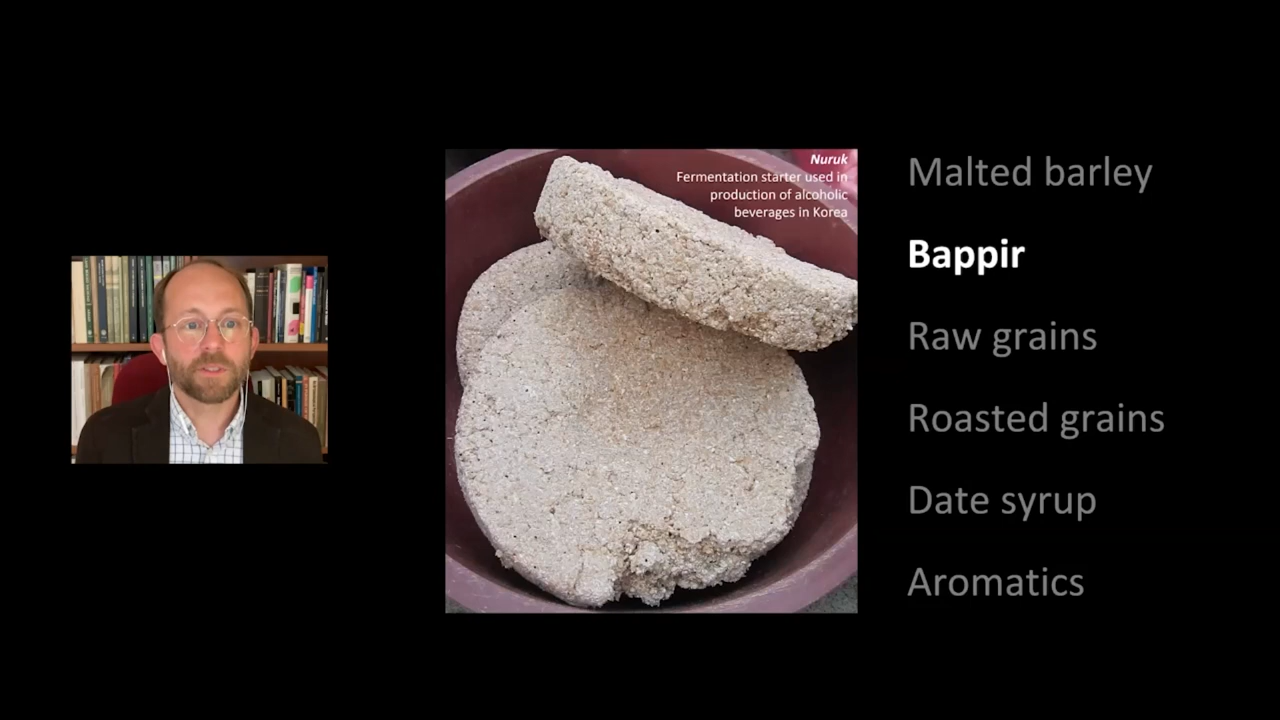 Nuruk
Fermentation starter used in
production of alcoholic
beverages in Korea
Malted barley
Bappir
Raw grains
Roasted grains
Date syrup
Aromatics